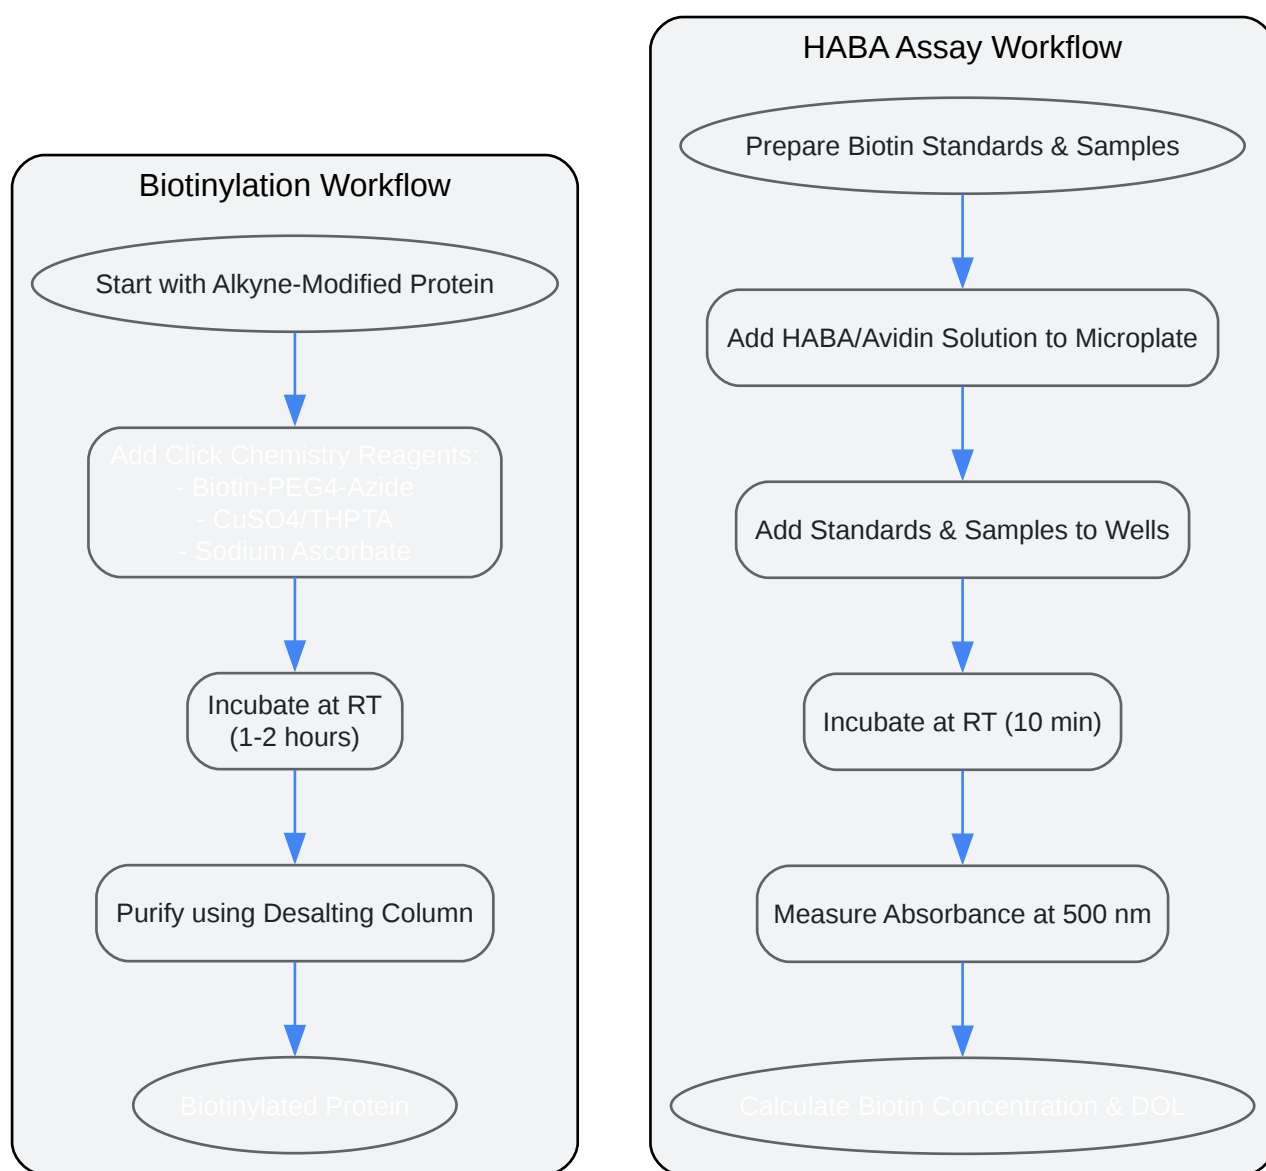 Biotinylation Workflow
Start with Alkyne-Modified Protein
Add Click Chemistry Reagents:
- Biotin-PEG4-Azide
- CuSO4/THPTA
- Sodium Ascorbate
Incubate at RT
(1-2 hours)
Purify using Desalting Column
Biotinylated Protein
HABA Assay Workflow
Prepare Biotin Standards & Samples
Add HABA/Avidin Solution to Microplate
Add Standards & Samples to Wells
Incubate at RT (10 min)
Measure Absorbance at 500 nm
Calculate Biotin Concentration & DOL